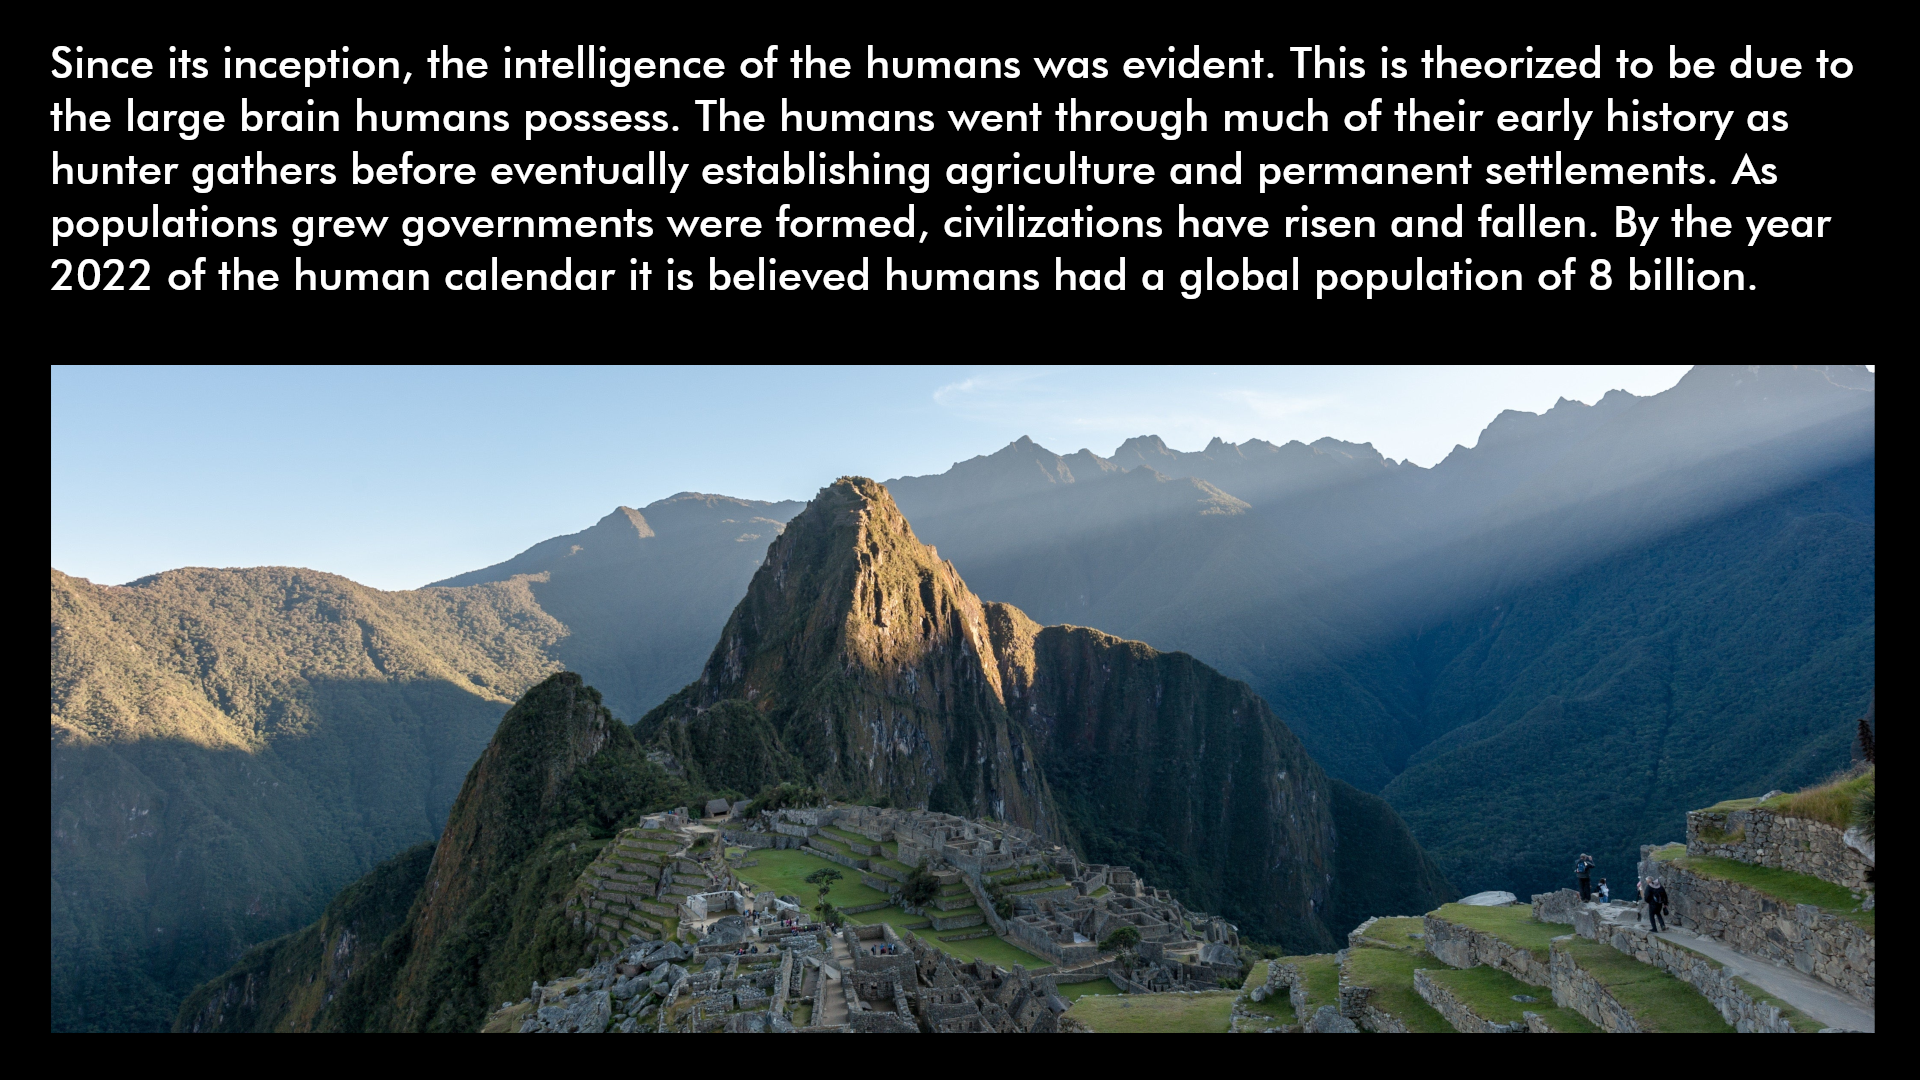 Since its inception, the intelligence of the humans was evident. This is theorized to be due to
the large brain humans possess. The humans went through much of their early history as
hunter gathers before eventually establishing agriculture and permanent settlements. As
populations grew governments were formed, civilizations have risen and fallen. By the year
2022 of the human calendar it is believed humans had a global population of 8 billion.